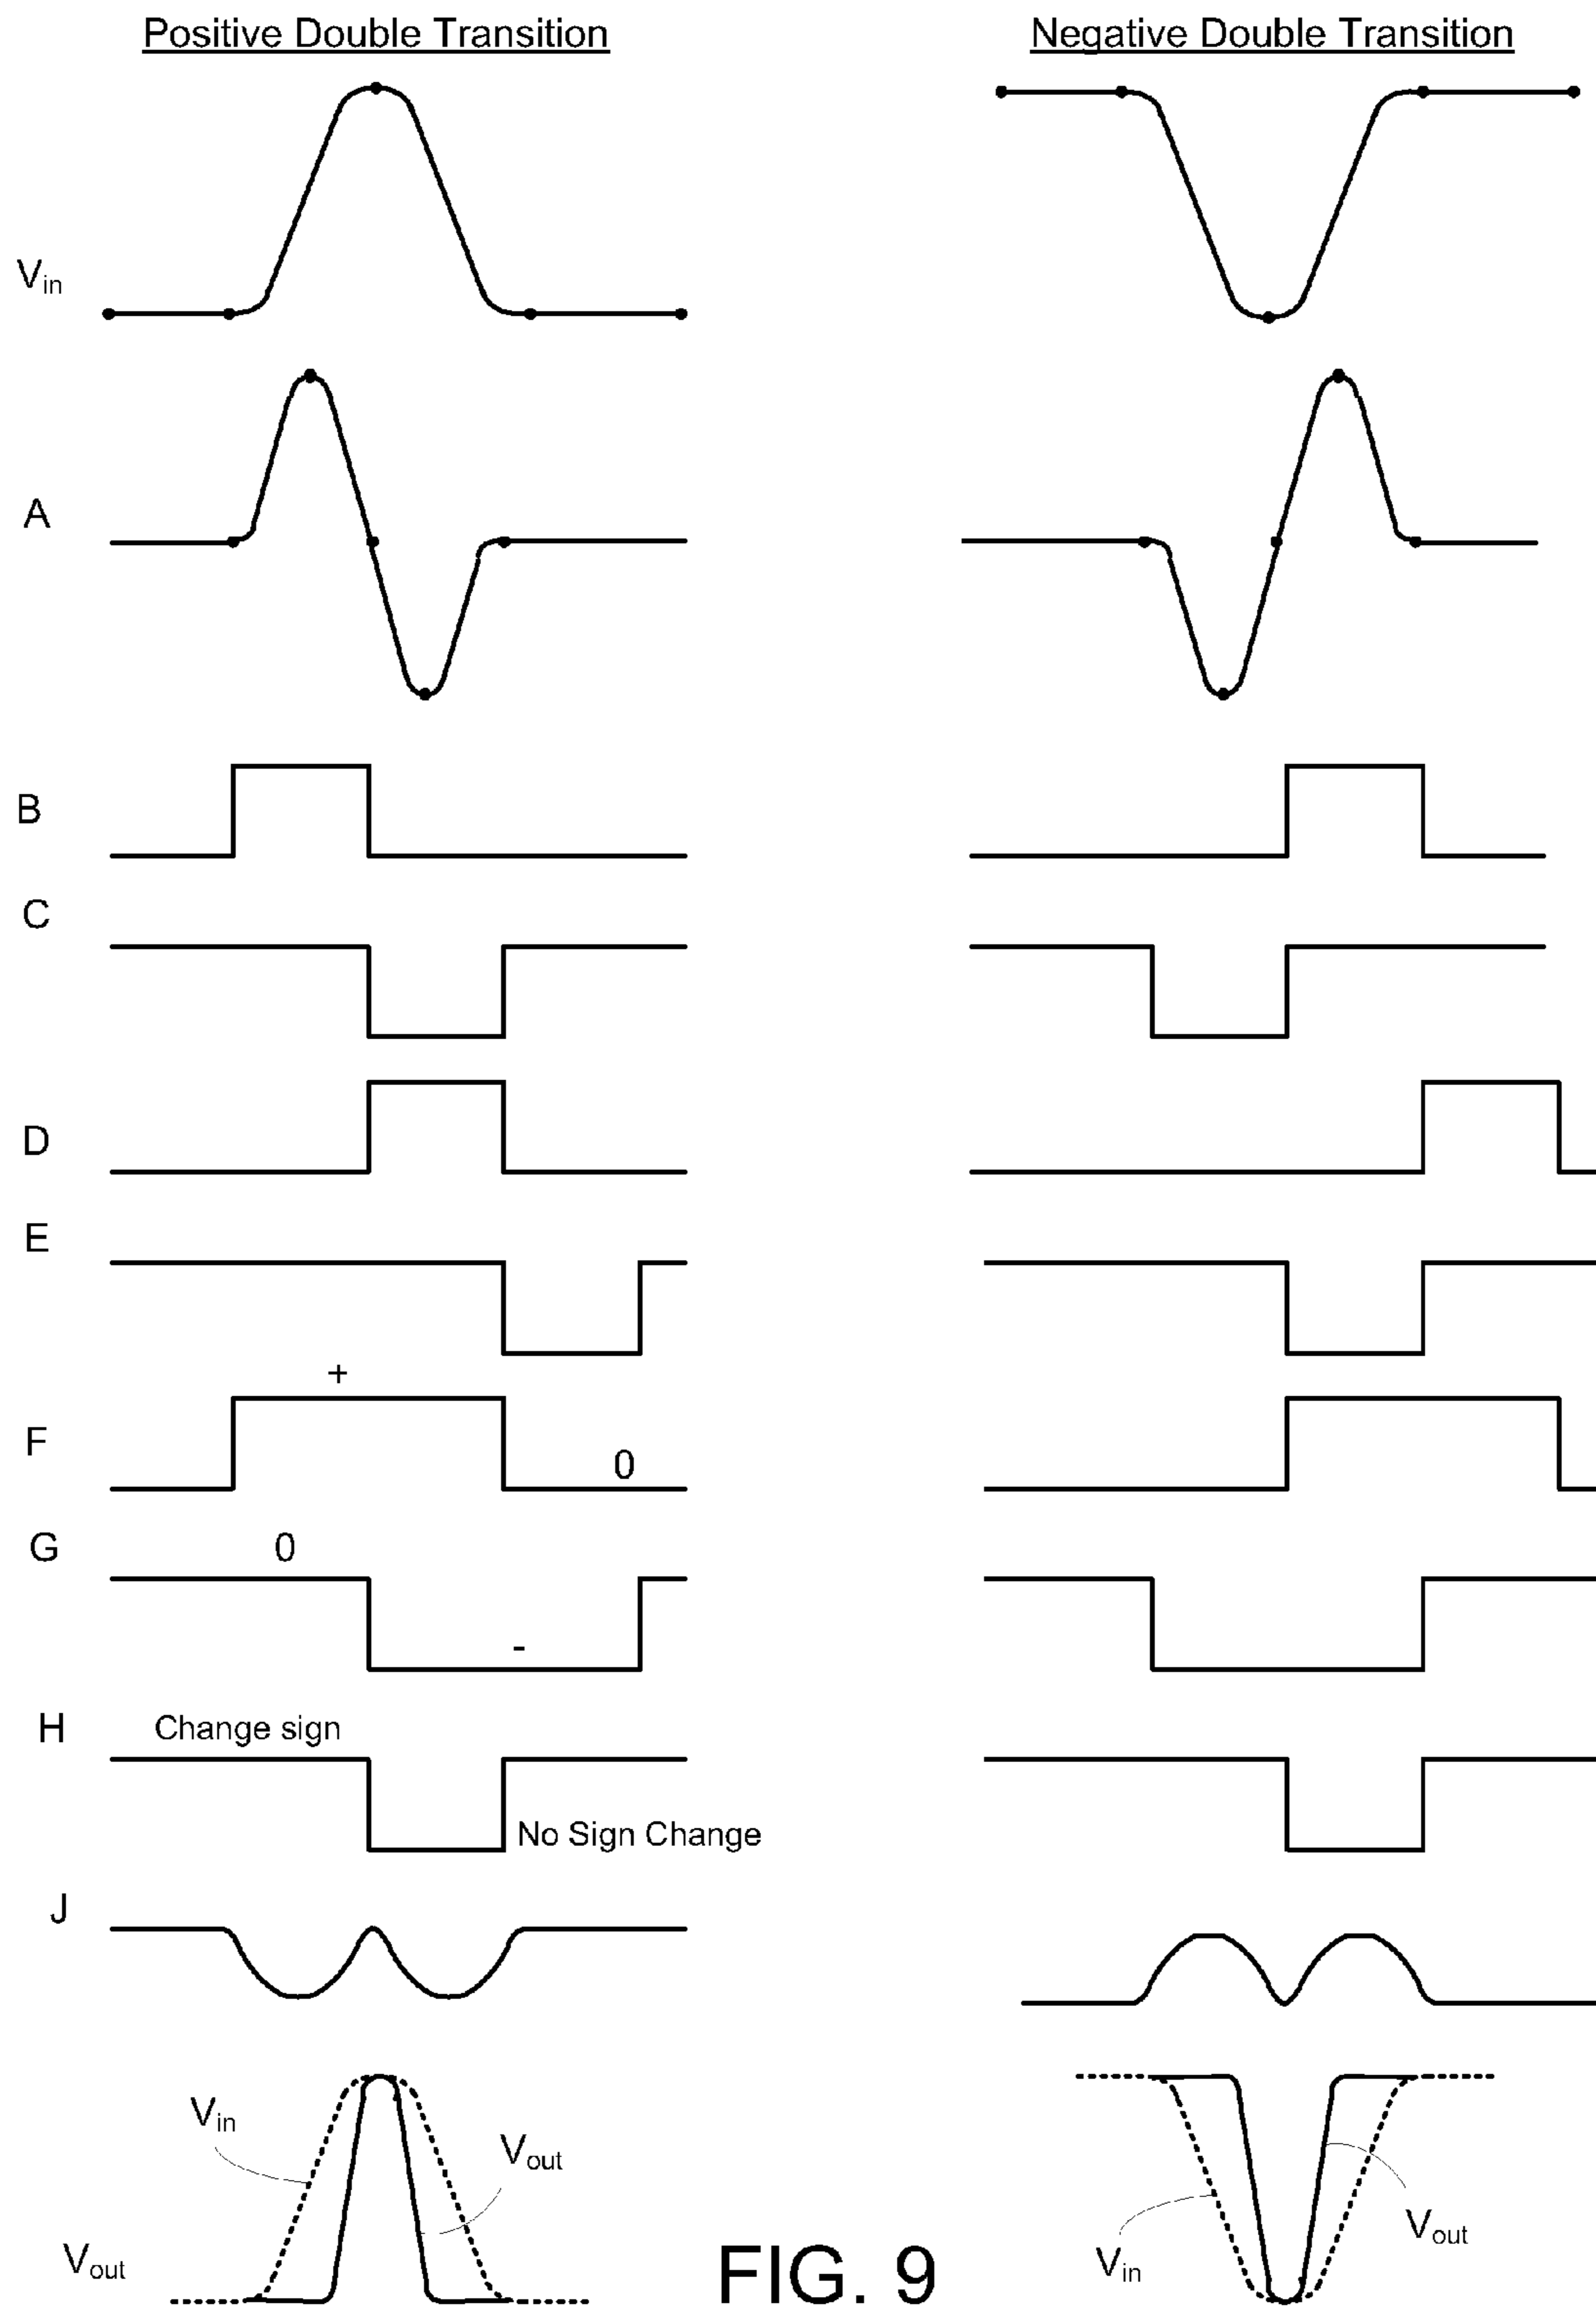 Positive Double Transition
Negative Double Transition
Vin
A
B
C
D
E
+
F
0
G
0
-
H
Change sign
No Sign Change
J
Vin
Vout
Vout
Vin
Vout
FIG. 9